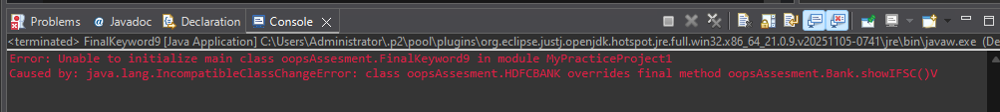 Problems @ Javadoc Declaration Console
<terminated> FinalKeyword9 [Java Application] C:\Users\Administrator\.p2\pool\plugins\org.eclipse.justj.openjdk.hotspot.jre.full.win32.x86_64_21.0.9.v20251105-0741\jre\bin\javaw.exe (De
Error: Unable to initialize main class oopsAssesment.FinalKeyword9 in module MyPracticeProject1
Caused by: java.lang.IncompatibleClassChangeError: class oopsAssesment.HDFCBANK overrides final method oopsAssesment.Bank.showIFSC()V